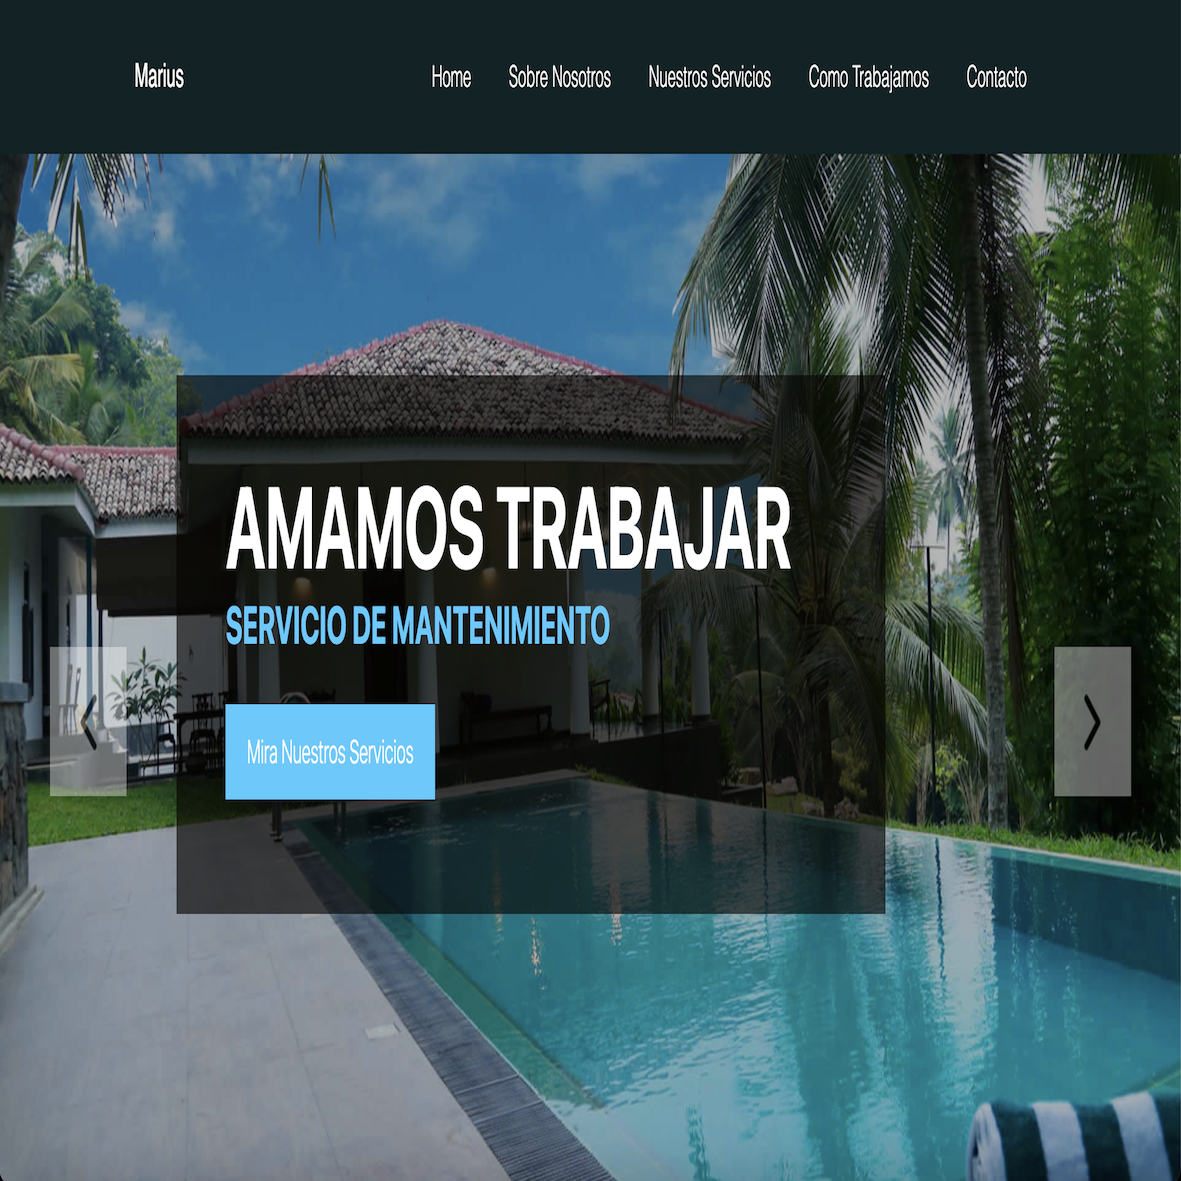 Marius
Home Sobre Nosotros Nuestros Servicios Como Trabajamos Contacto
AMAMOS TRABAJAR
SERVICIO DE MANTENIMIENTO
Mira Nuestros Servicios